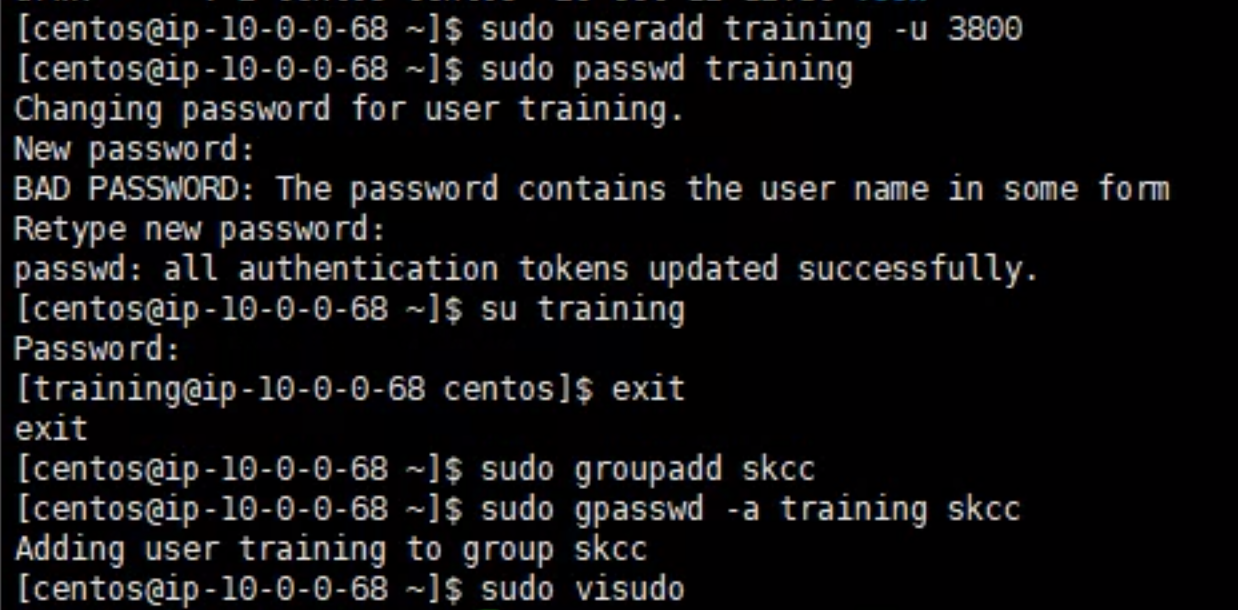 [centos@ip-10-0-0-68 ~]$ sudo useradd training -u 3800
[centos@ip-10-0-0-68 ~]$ sudo passwd training
Changing password for user training.
New password:
BAD PASSWORD: The password contains the user name in some form
Retype new password:
passwd: all authentication tokens updated successfully.
[centos@ip-10-0-0-68 ~]$ su training
Password:
[training@ip-10-0-0-68 centos]$ exit
exit
[centos@ip-10-0-0-68 ~]$ sudo groupadd skcc
[centos@ip-10-0-0-68 ~]$ sudo gpasswd -a training skcc
Adding user training to group skcc
[centos@ip-10-0-0-68 ~]$ sudo visudo